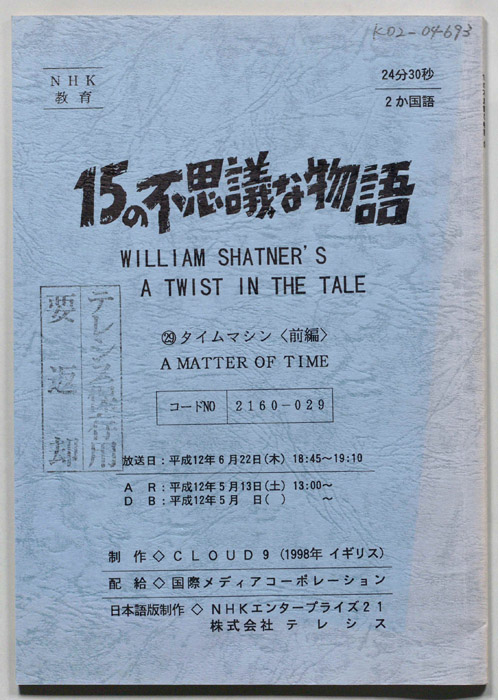 K02-04-693
NHK
教育
24分30秒
2か国語
15の不思議な物語
WILLIAM SHATNER'S
A TWIST IN THE TALE
㉙タイムマシン〈前編〉
A MATTER OF TIME
コードNO 2160-029
テレシス保存用
要返却
放送日：平成12年6月22日(木) 18:45～19:10
AR：平成12年5月13日(土) 13:00～
DB：平成12年5月　日(　) ～
制作◇CLOUD9 (1998年 イギリス)
配給◇国際メディアコーポレーション
日本語版制作◇NHKエンタープライズ21
株式会社テレシス